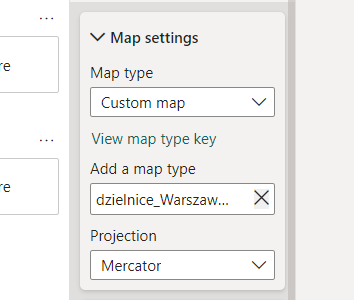 Map settings
Map type
re
Custom map
View map type key
Add a map type
dzielnice_Warszaw...
re
Projection
Mercator